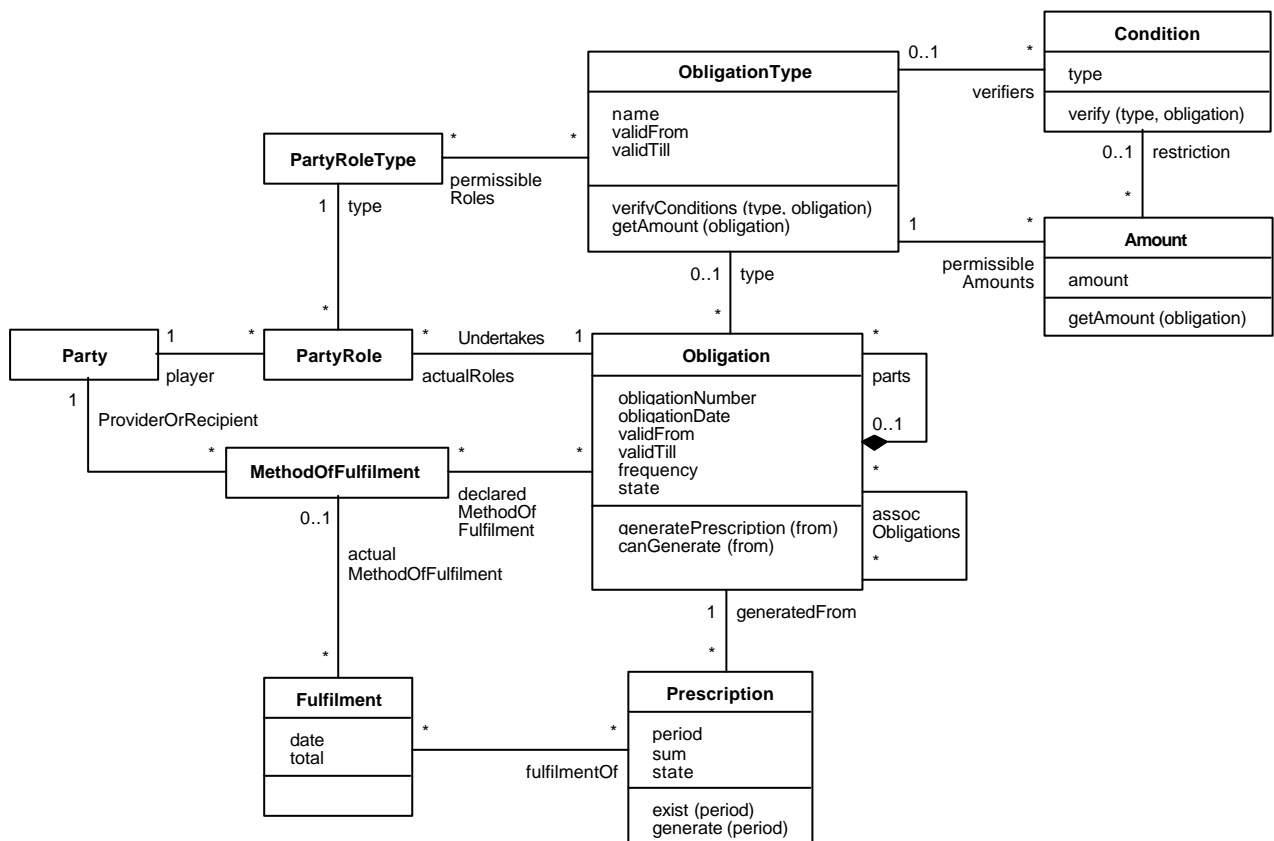 Condition
type
verify (type, obligation)
0..1
*
verifiers
ObligationType
name
validFrom
validTill
verifyConditions (type, obligation)
getAmount (obligation)
0..1
restriction
*
PartyRoleType
*
*
permissible
Roles
1
type
*
1
*
permissible
Amounts
Amount
amount
getAmount (obligation)
0..1
type
*
Party
1
*
player
PartyRole
*
Undertakes
1
actualRoles
Obligation
obligationNumber
obligationDate
validFrom
validTill
frequency
state
generatePrescription (from)
canGenerate (from)
*
parts
0..1
*
assoc
Obligations
*
1
ProviderOrRecipient
*
MethodOfFulfilment
*
*
declared
MethodOf
Fulfilment
0..1
actual
MethodOfFulfilment
*
1
generatedFrom
*
Fulfilment
date
total
*
*
fulfilmentOf
Prescription
period
sum
state
exist (period)
generate (period)